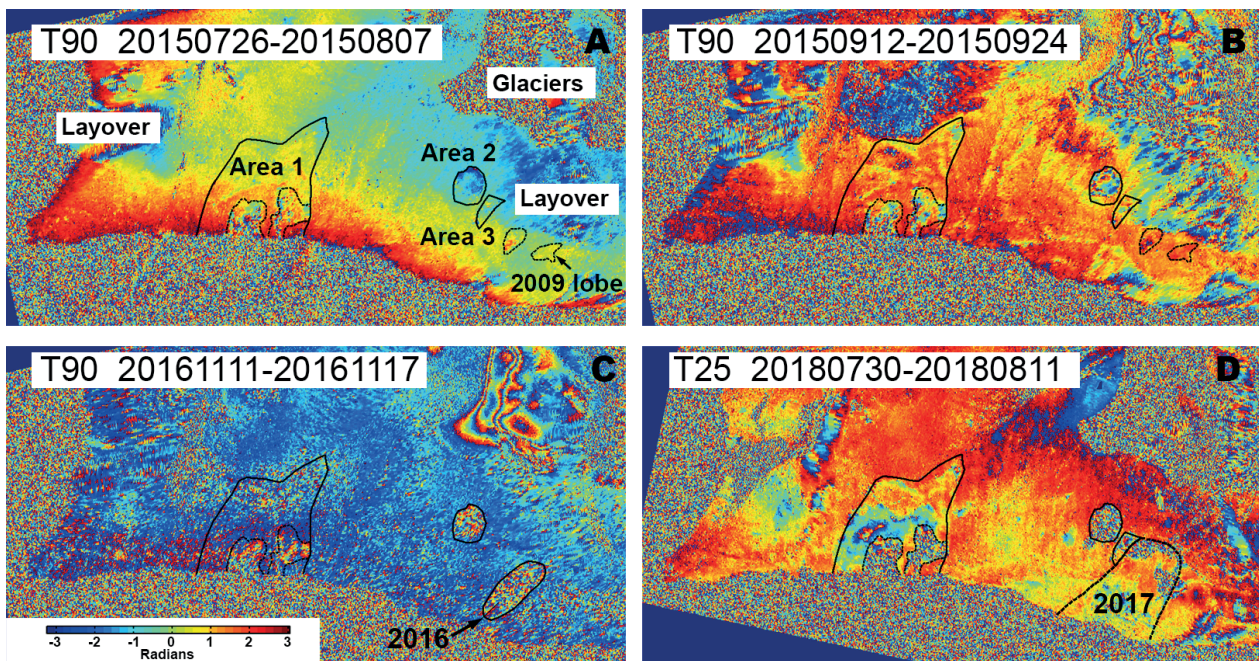 T90 20150726-20150807
A
Glaciers
Layover
Area 1
Area 2
Layover
Area 3
2009 lobe
T90 20150912-20150924
B
T90 20161111-20161117
C
2016
-3 -2 -1 0 1 2 3
Radians
T25 20180730-20180811
D
2017